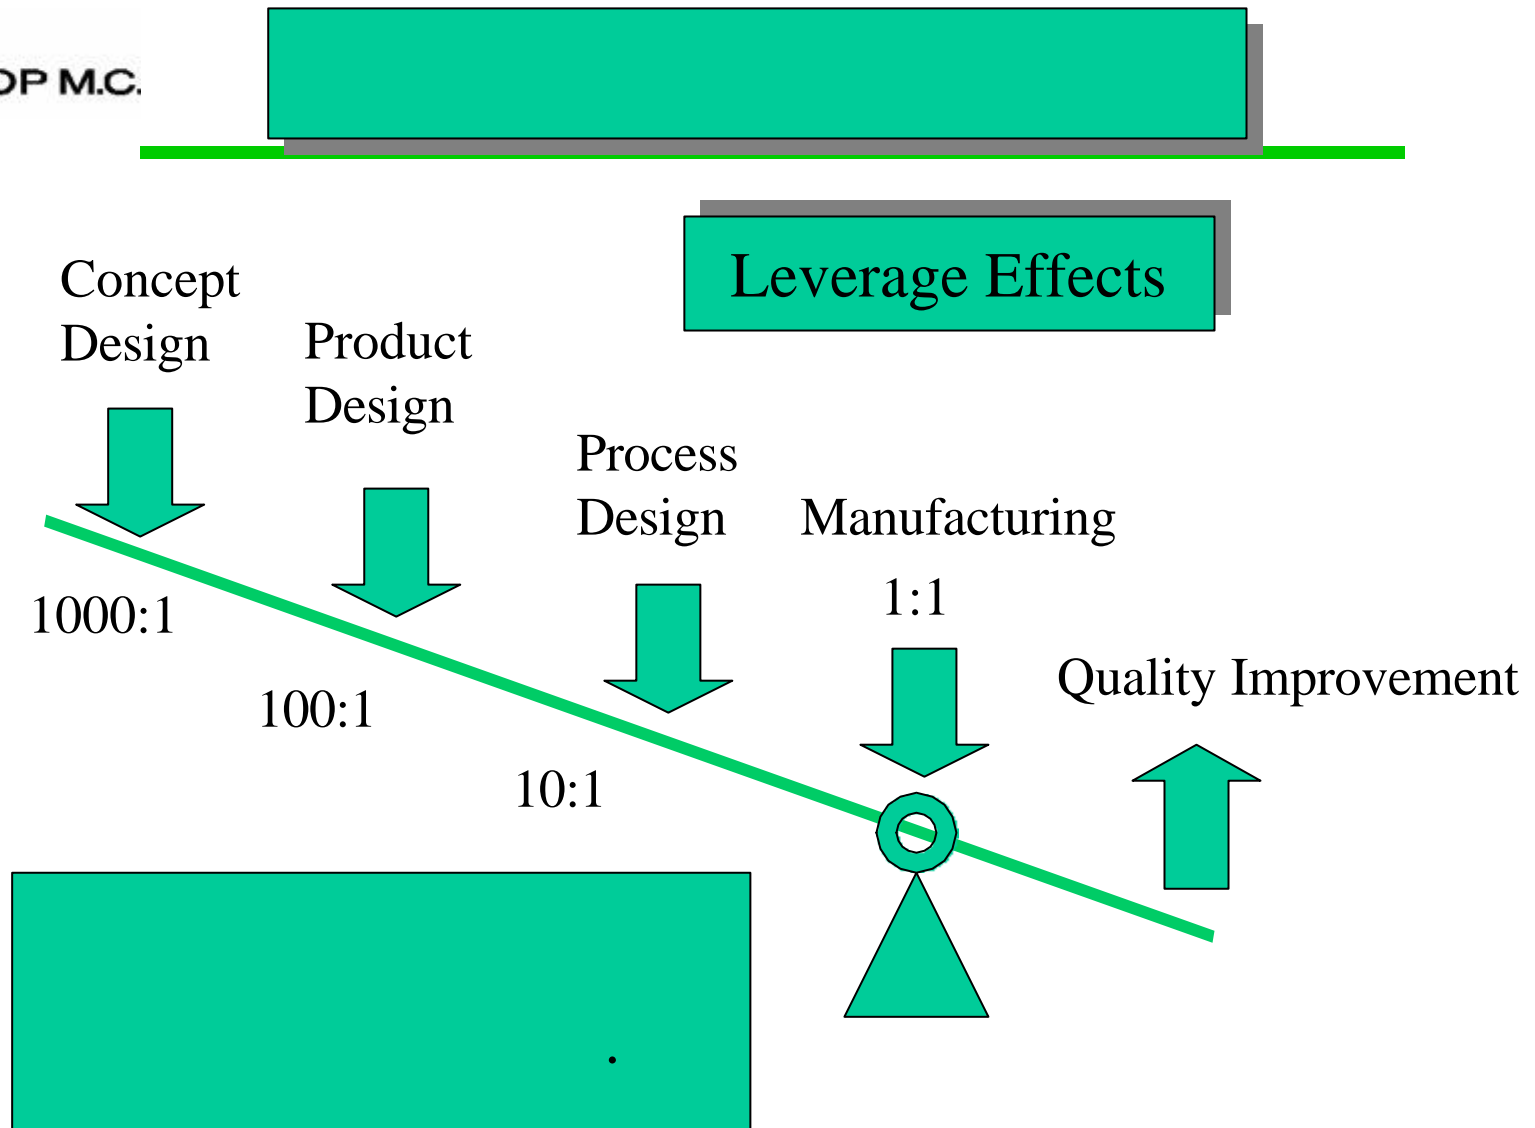 M.C.
Leverage Effects
Concept
Design
Product
Design
Process
Design
Manufacturing
1:1
1000:1
Quality Improvement
100:1
10:1
.